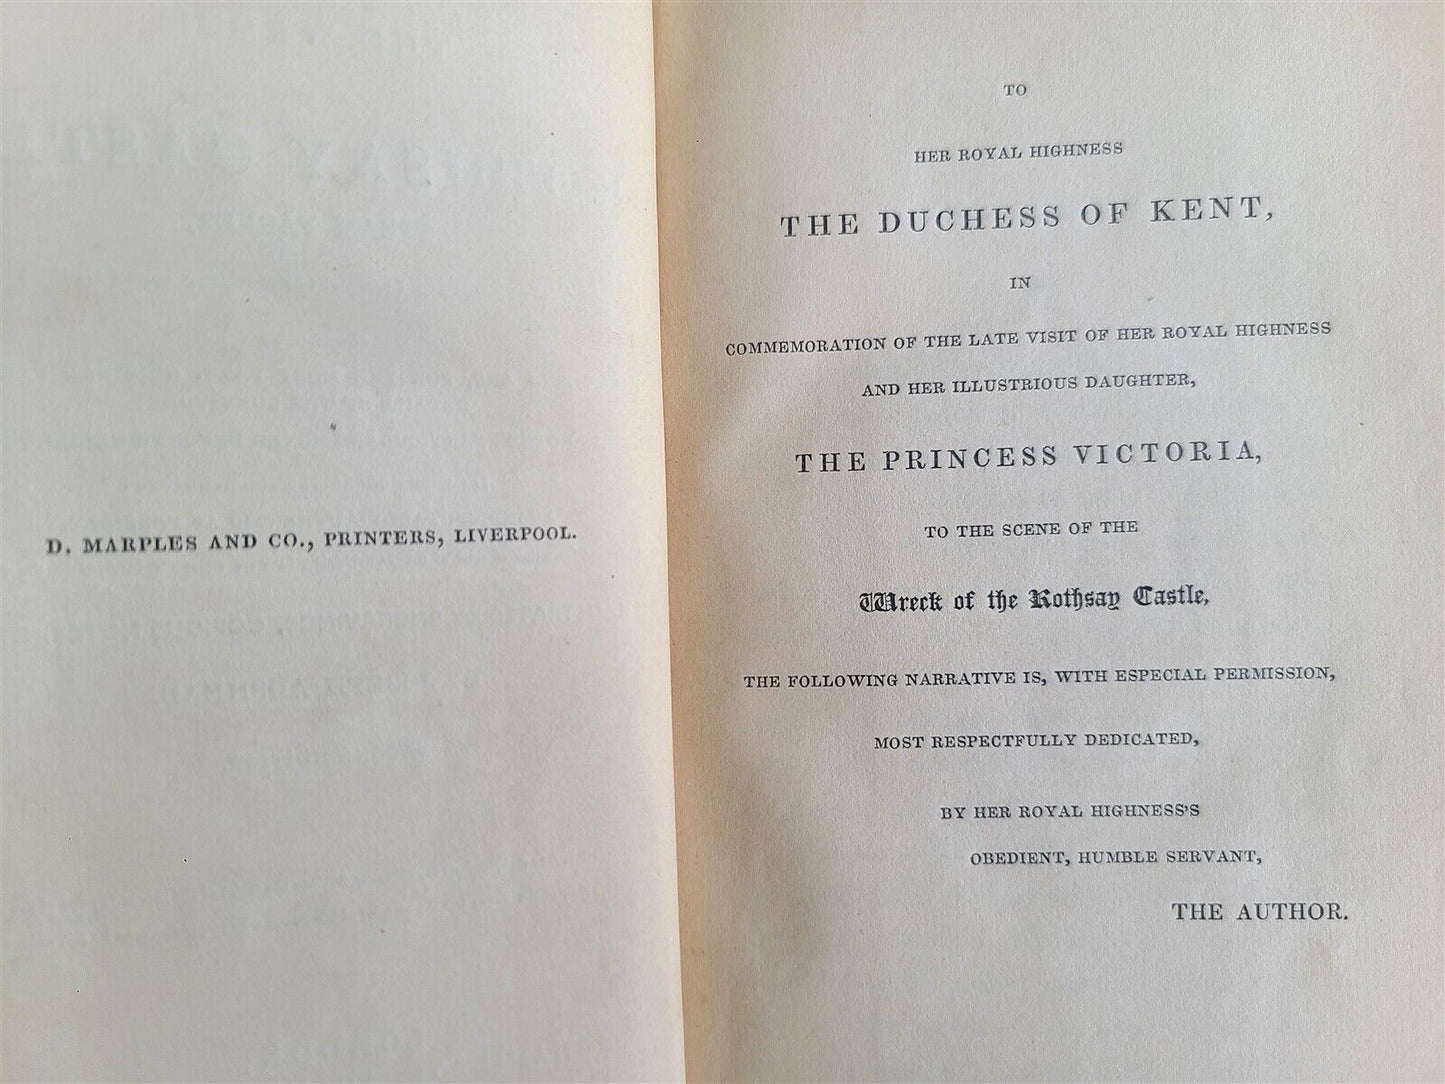 D. MARPLES AND CO., PRINTERS, LIVERPOOL.
TO
HER ROYAL HIGHNESS
THE DUCHESS OF KENT,
IN
COMMEMORATION OF THE LATE VISIT OF HER ROYAL HIGHNESS
AND HER ILLUSTRIOUS DAUGHTER,
THE PRINCESS VICTORIA,
TO THE SCENE OF THE
Wreck of the Rothsay Castle,
THE FOLLOWING NARRATIVE IS, WITH ESPECIAL PERMISSION,
MOST RESPECTFULLY DEDICATED,
BY HER ROYAL HIGHNESS'S
OBEDIENT, HUMBLE SERVANT,
THE AUTHOR.